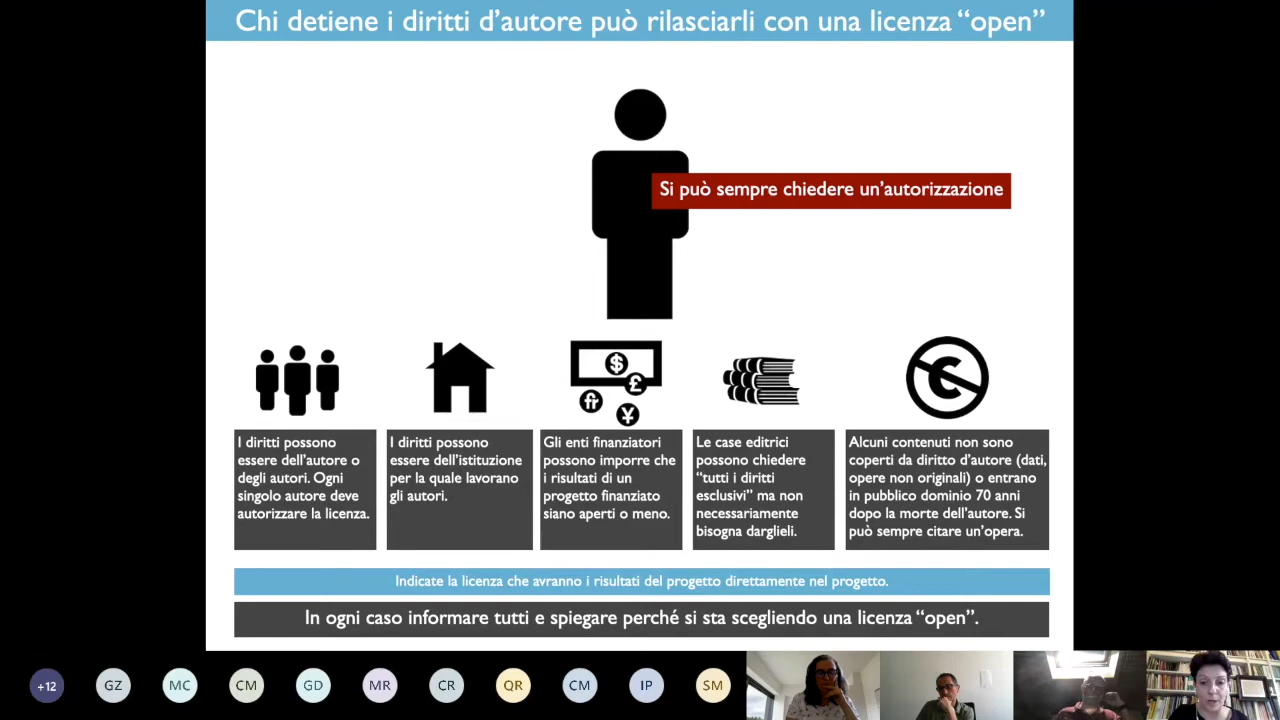 Chi detiene i diritti d'autore può rilasciarli con una licenza “open”
Si può sempre chiedere un'autorizzazione
$
£
fr
¥
C
I diritti possono
essere dell'autore o
degli autori. Ogni
singolo autore deve
autorizzare la licenza.
I diritti possono
essere dell'istituzione
per la quale lavorano
gli autori.
Gli enti finanziatori
possono imporre che
i risultati di un
progetto finanziato
siano aperti o meno.
Le case editrici
possono chiedere
“tutti i diritti
esclusivi” ma non
necessariamente
bisogna darglieli.
Alcuni contenuti non sono
coperti da diritto d'autore (dati,
opere non originali) o entrano
in pubblico dominio 70 anni
dopo la morte dell'autore. Si
può sempre citare un'opera.
Indicate la licenza che avranno i risultati del progetto direttamente nel progetto.
In ogni caso informare tutti e spiegare perché si sta scegliendo una licenza “open”.
+12 GZ MC CM GD MR CR QR CM IP SM